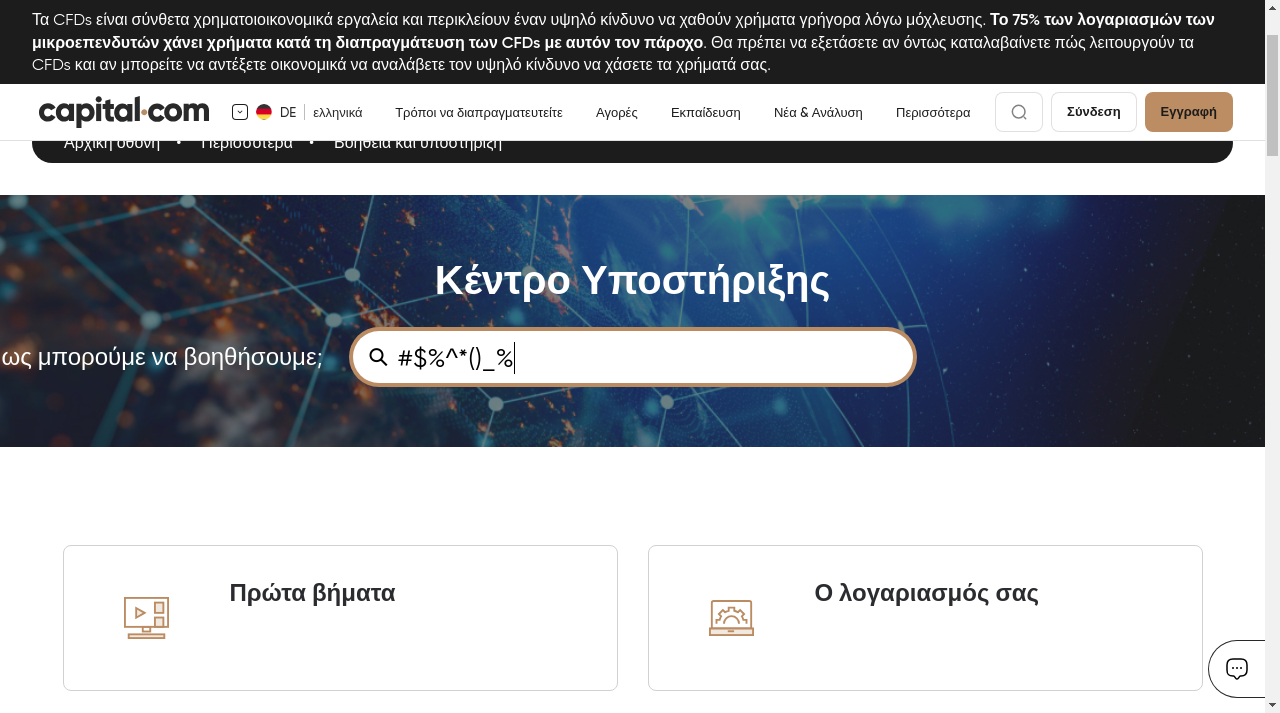 Τα CFDs είναι σύνθετα χρηματοοικονομικά εργαλεία και περικλείουν έναν υψηλό κίνδυνο να χαθούν χρήματα γρήγορα λόγω μόχλευσης. Το 75% των λογαριασμών των
μικροεπενδυτών χάνει χρήματα κατά τη διαπραγμάτευση των CFDs με αυτόν τον πάροχο. Θα πρέπει να εξετάσετε αν όντως καταλαβαίνετε πώς λειτουργούν τα
CFDs και αν μπορείτε να αντέξετε οικονομικά να αναλάβετε τον υψηλό κίνδυνο να χάσετε τα χρήματά σας.
capital.com DE ελληνικά Τρόποι να διαπραγματευτείτε Αγορές Εκπαίδευση Νέα & Ανάλυση Περισσότερα Σύνδεση Εγγραφή
Αρχική οθόνη • Περισσότερα • Βοήθεια και υποστήριξη
Κέντρο Υποστήριξης
ως μπορούμε να βοηθήσουμε; #$%^*()_%
Πρώτα βήματα Ο λογαριασμός σας